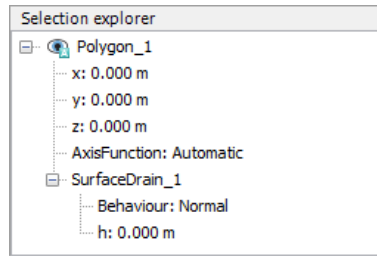 Selection explorer
Polygon_1
x: 0.000 m
y: 0.000 m
z: 0.000 m
AxisFunction: Automatic
SurfaceDrain_1
Behaviour: Normal
h: 0.000 m